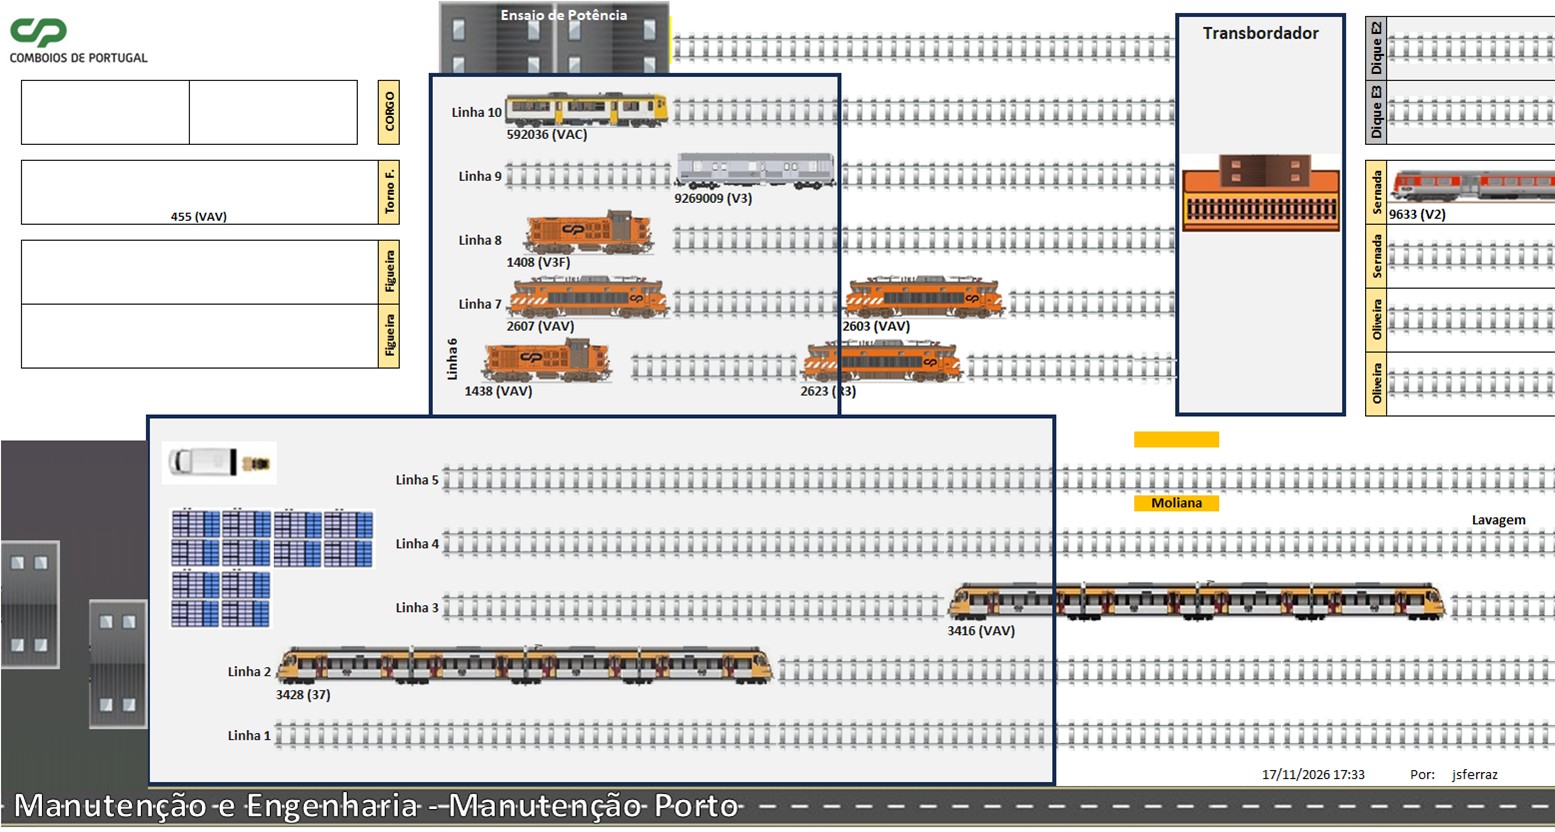 Ensaio de Potência
Transbordador
Dique E2
COMBOIOS DE PORTUGAL
CORGO
Linha 10
592036 (VAC)
Dique E3
Torno F.
455 (VAV)
Linha 9
9269009 (V3)
Sernada
9633 (V2)
Figueira
Linha 8
1408 (V3F)
Sernada
Figueira
Linha 7
2607 (VAV)
2603 (VAV)
Oliveira
Linha 6
1438 (VAV)
2623 (R3)
Oliveira
Linha 5
Moliana
Lavagem
Linha 4
Linha 3
3416 (VAV)
Linha 2
3428 (37)
Linha 1
17/11/2026 17:33 Por: jsferraz
Manutenção e Engenharia - Manutenção Porto